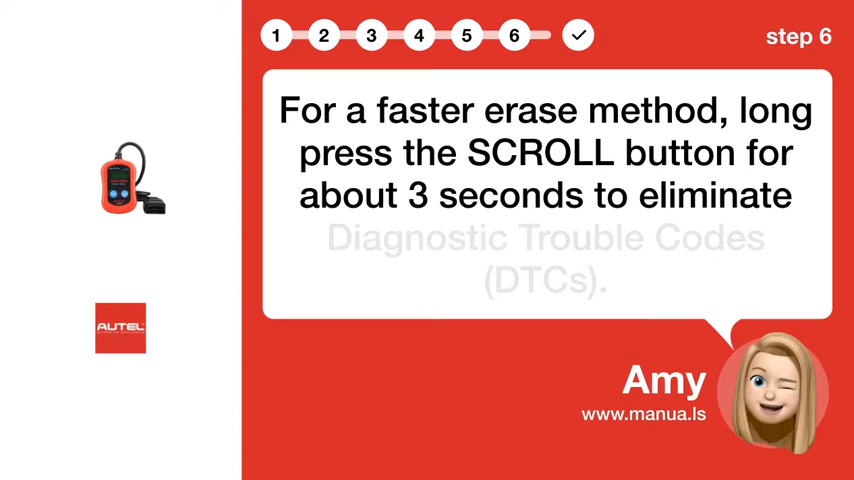 1 2 3 4 5 6
step 6
For a faster erase method, long
press the SCROLL button for
about 3 seconds to eliminate
Diagnostic Trouble Codes
(DTCs).
AUTEL
Amy
www.manua.ls